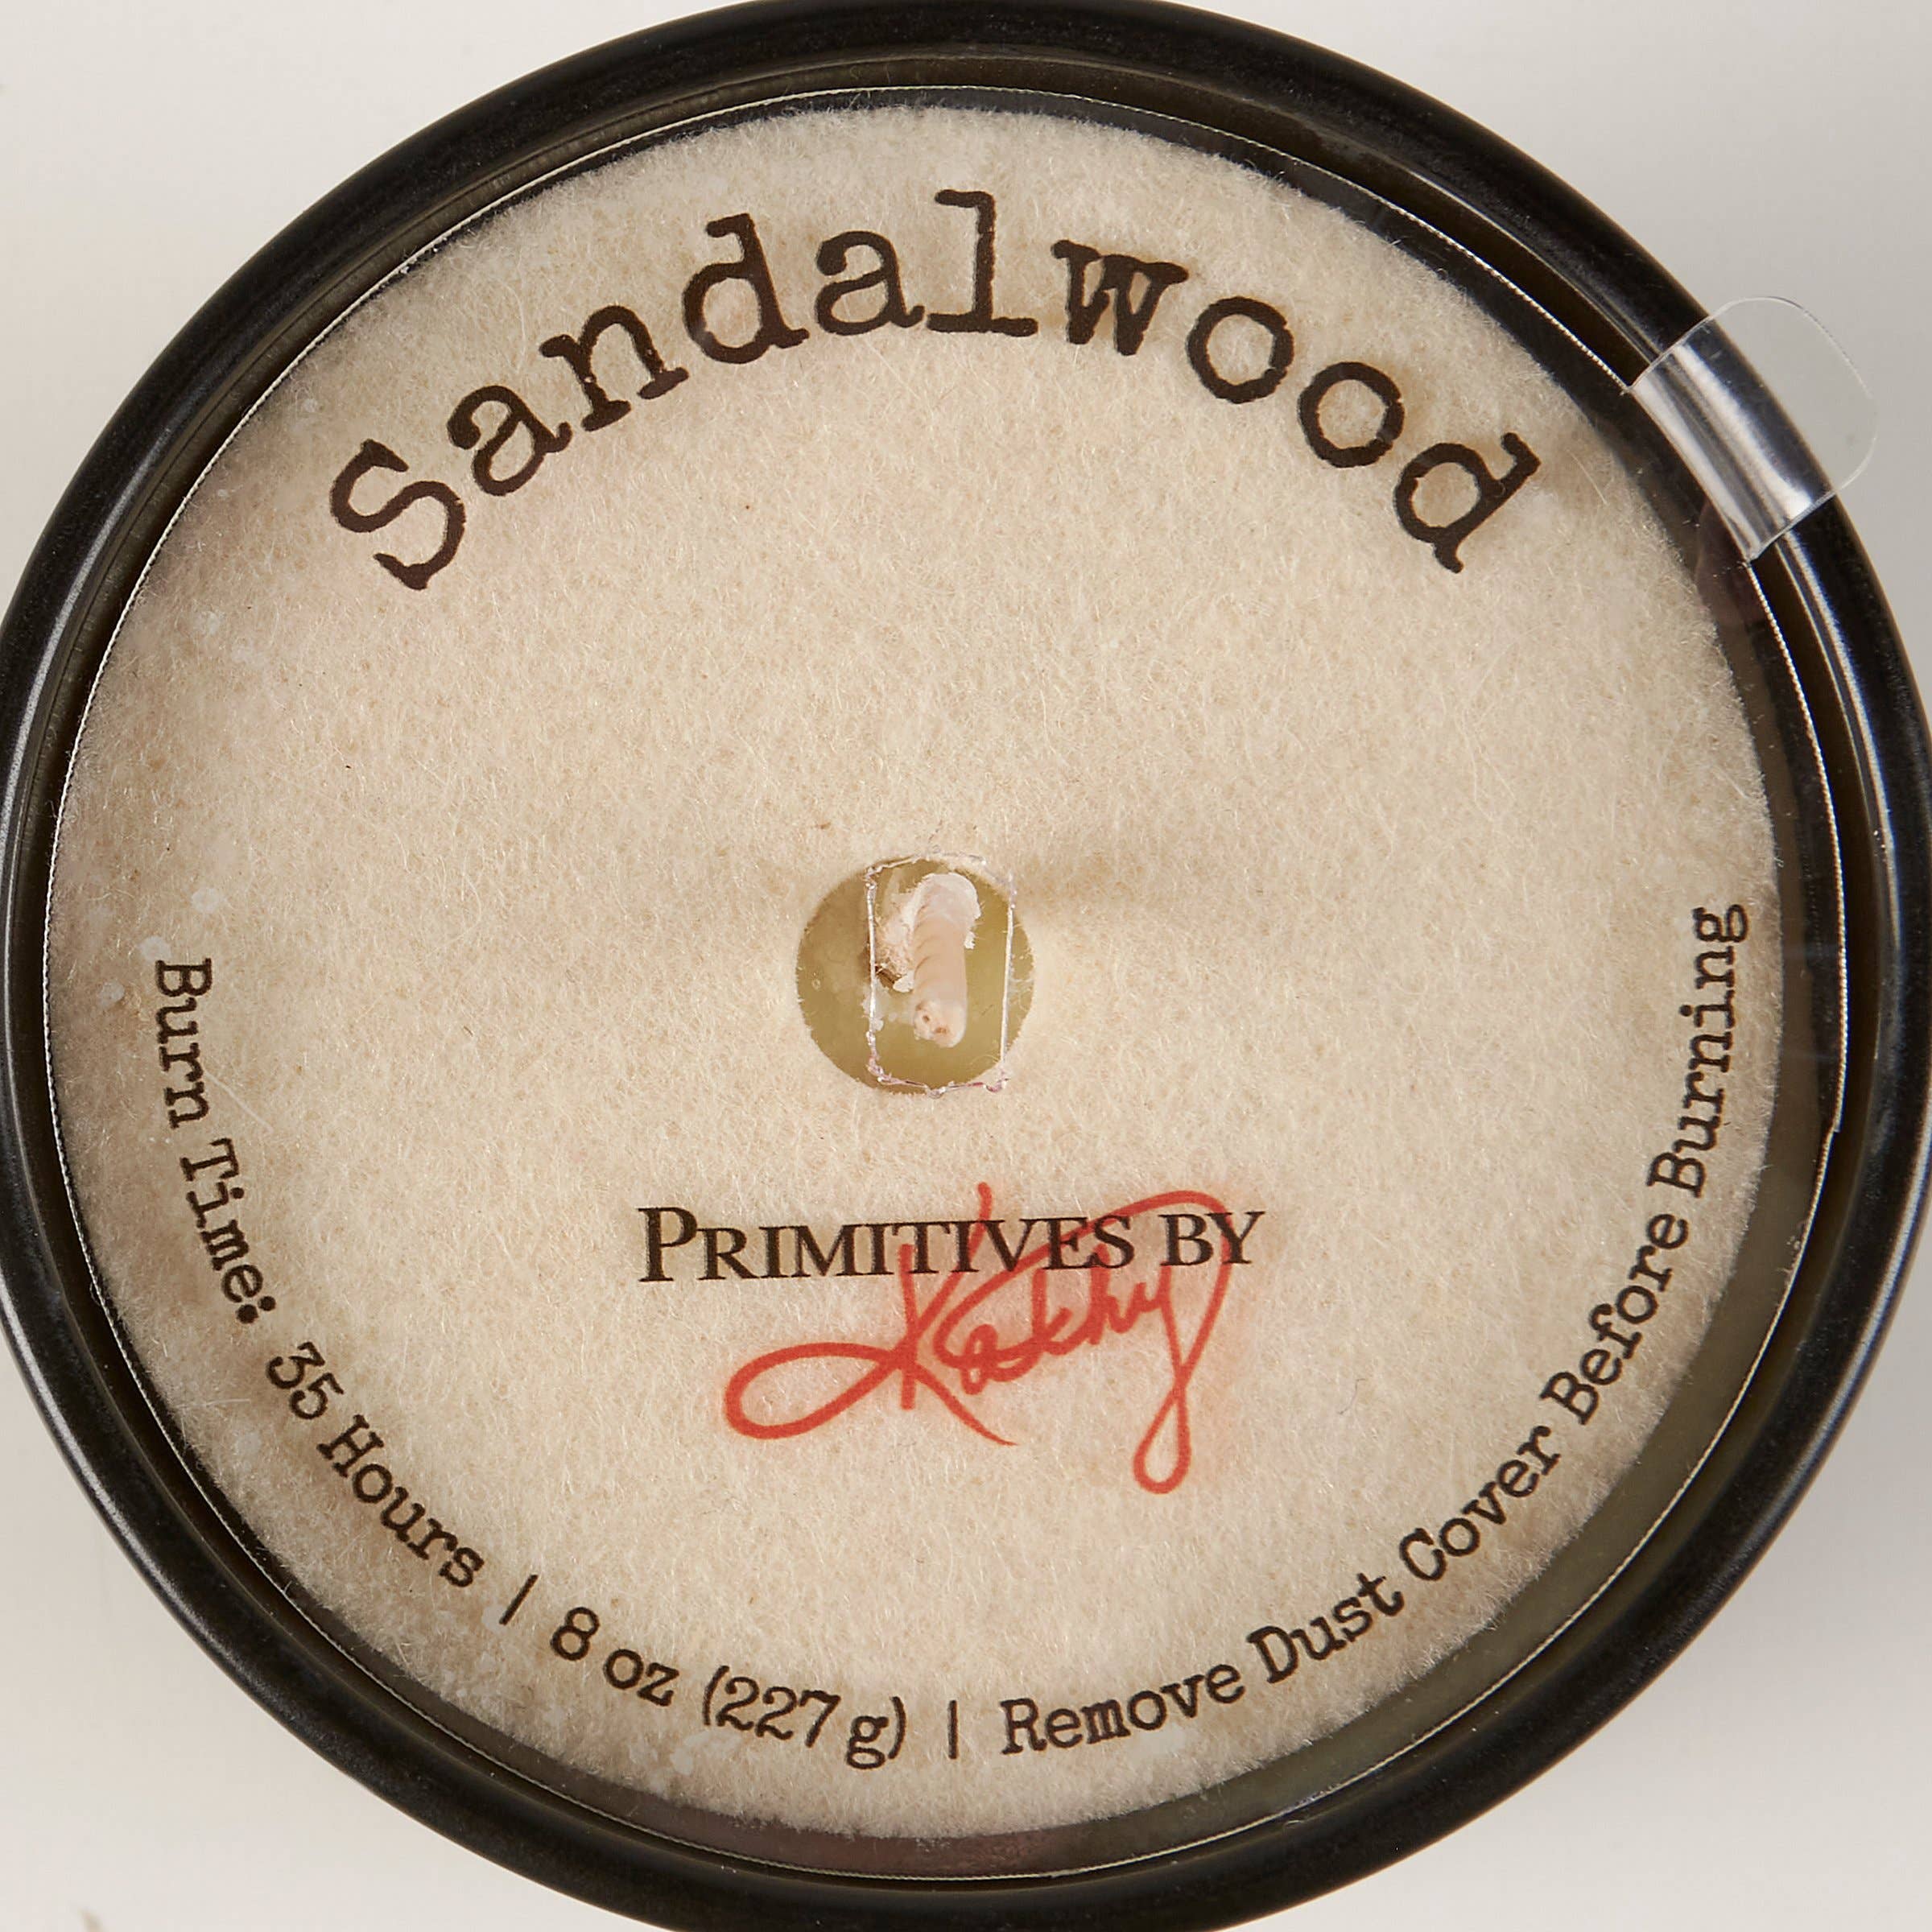 Sandalwood
PRIMITIVES BY
Kathy
Burn Time: 35 Hours | 8 oz (227 g) | Remove Dust Cover Before Burning